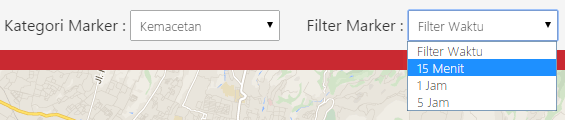 Kategori Marker : Kemacetan Filter Marker : Filter Waktu
Filter Waktu
15 Menit
1 Jam
5 Jam